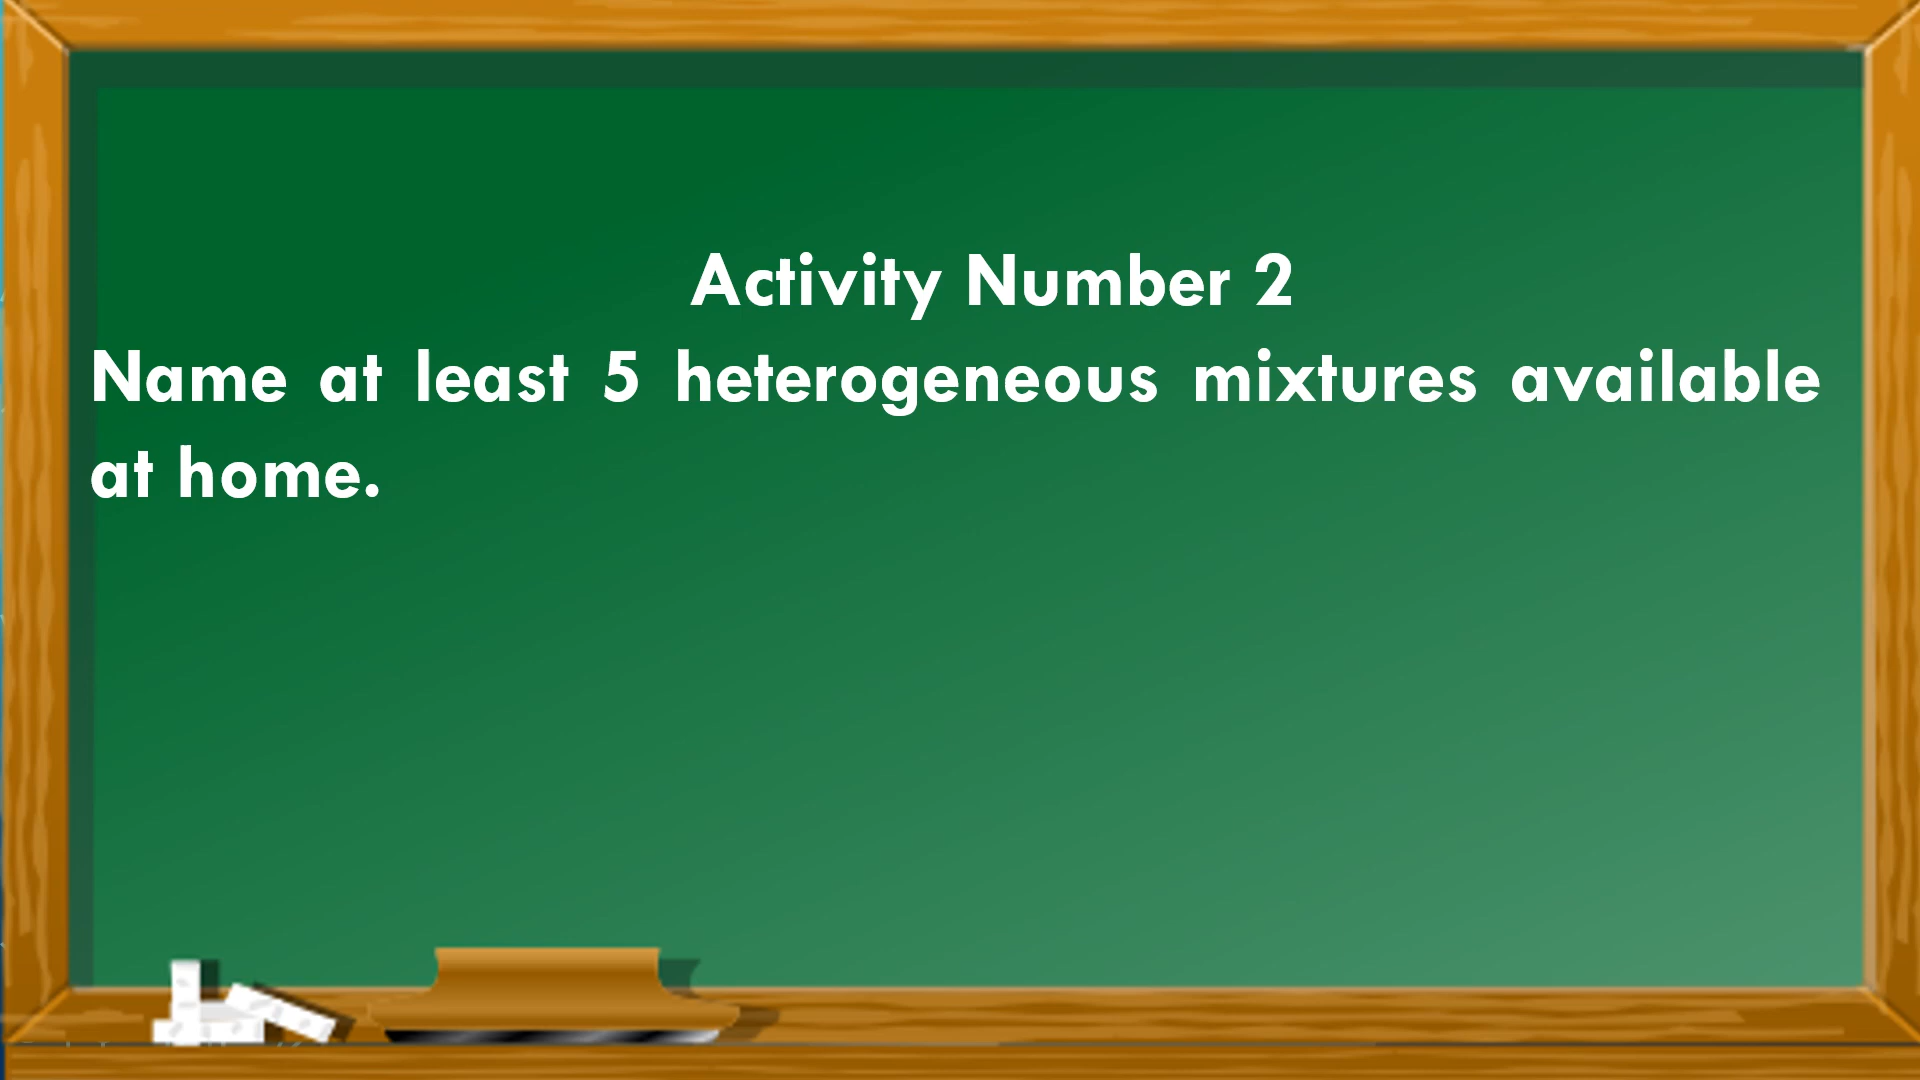 Activity Number 2
Name at least 5 heterogeneous mixtures available
at home.